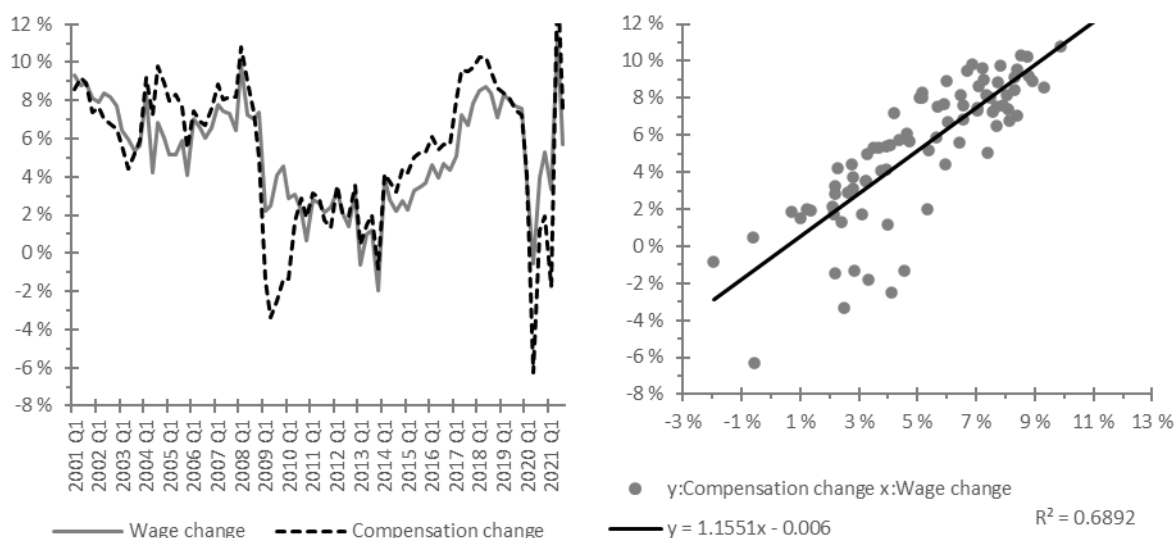 12 %
10 %
8 %
6 %
4 %
2 %
0 %
-2 %
-4 %
-6 %
-8 %
2001 Q1
2002 Q1
2003 Q1
2004 Q1
2005 Q1
2006 Q1
2007 Q1
2008 Q1
2009 Q1
2010 Q1
2011 Q1
2012 Q1
2013 Q1
2014 Q1
2015 Q1
2016 Q1
2017 Q1
2018 Q1
2019 Q1
2020 Q1
2021 Q1
Wage change
Compensation change
12 %
10 %
8 %
6 %
4 %
2 %
0 %
-2 %
-4 %
-6 %
-8 %
-3 % -1 % 1 % 3 % 5 % 7 % 9 % 11 % 13 %
y:Compensation change x:Wage change
y = 1.1551x - 0.006
R² = 0.6892